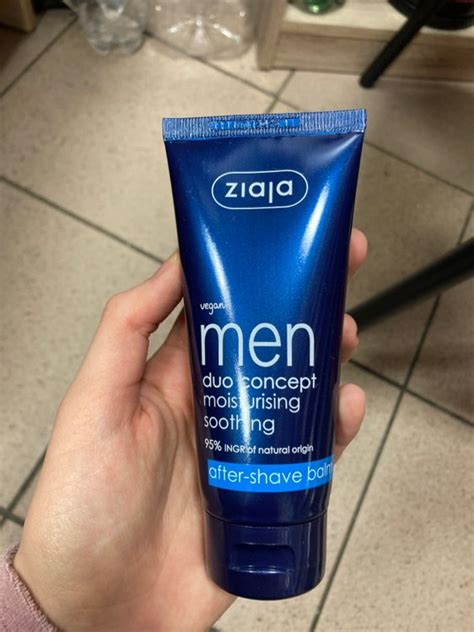 ziaja
vegan
men
duo concept
moisturising
soothing
95% INGR of natural origin
after-shave balm